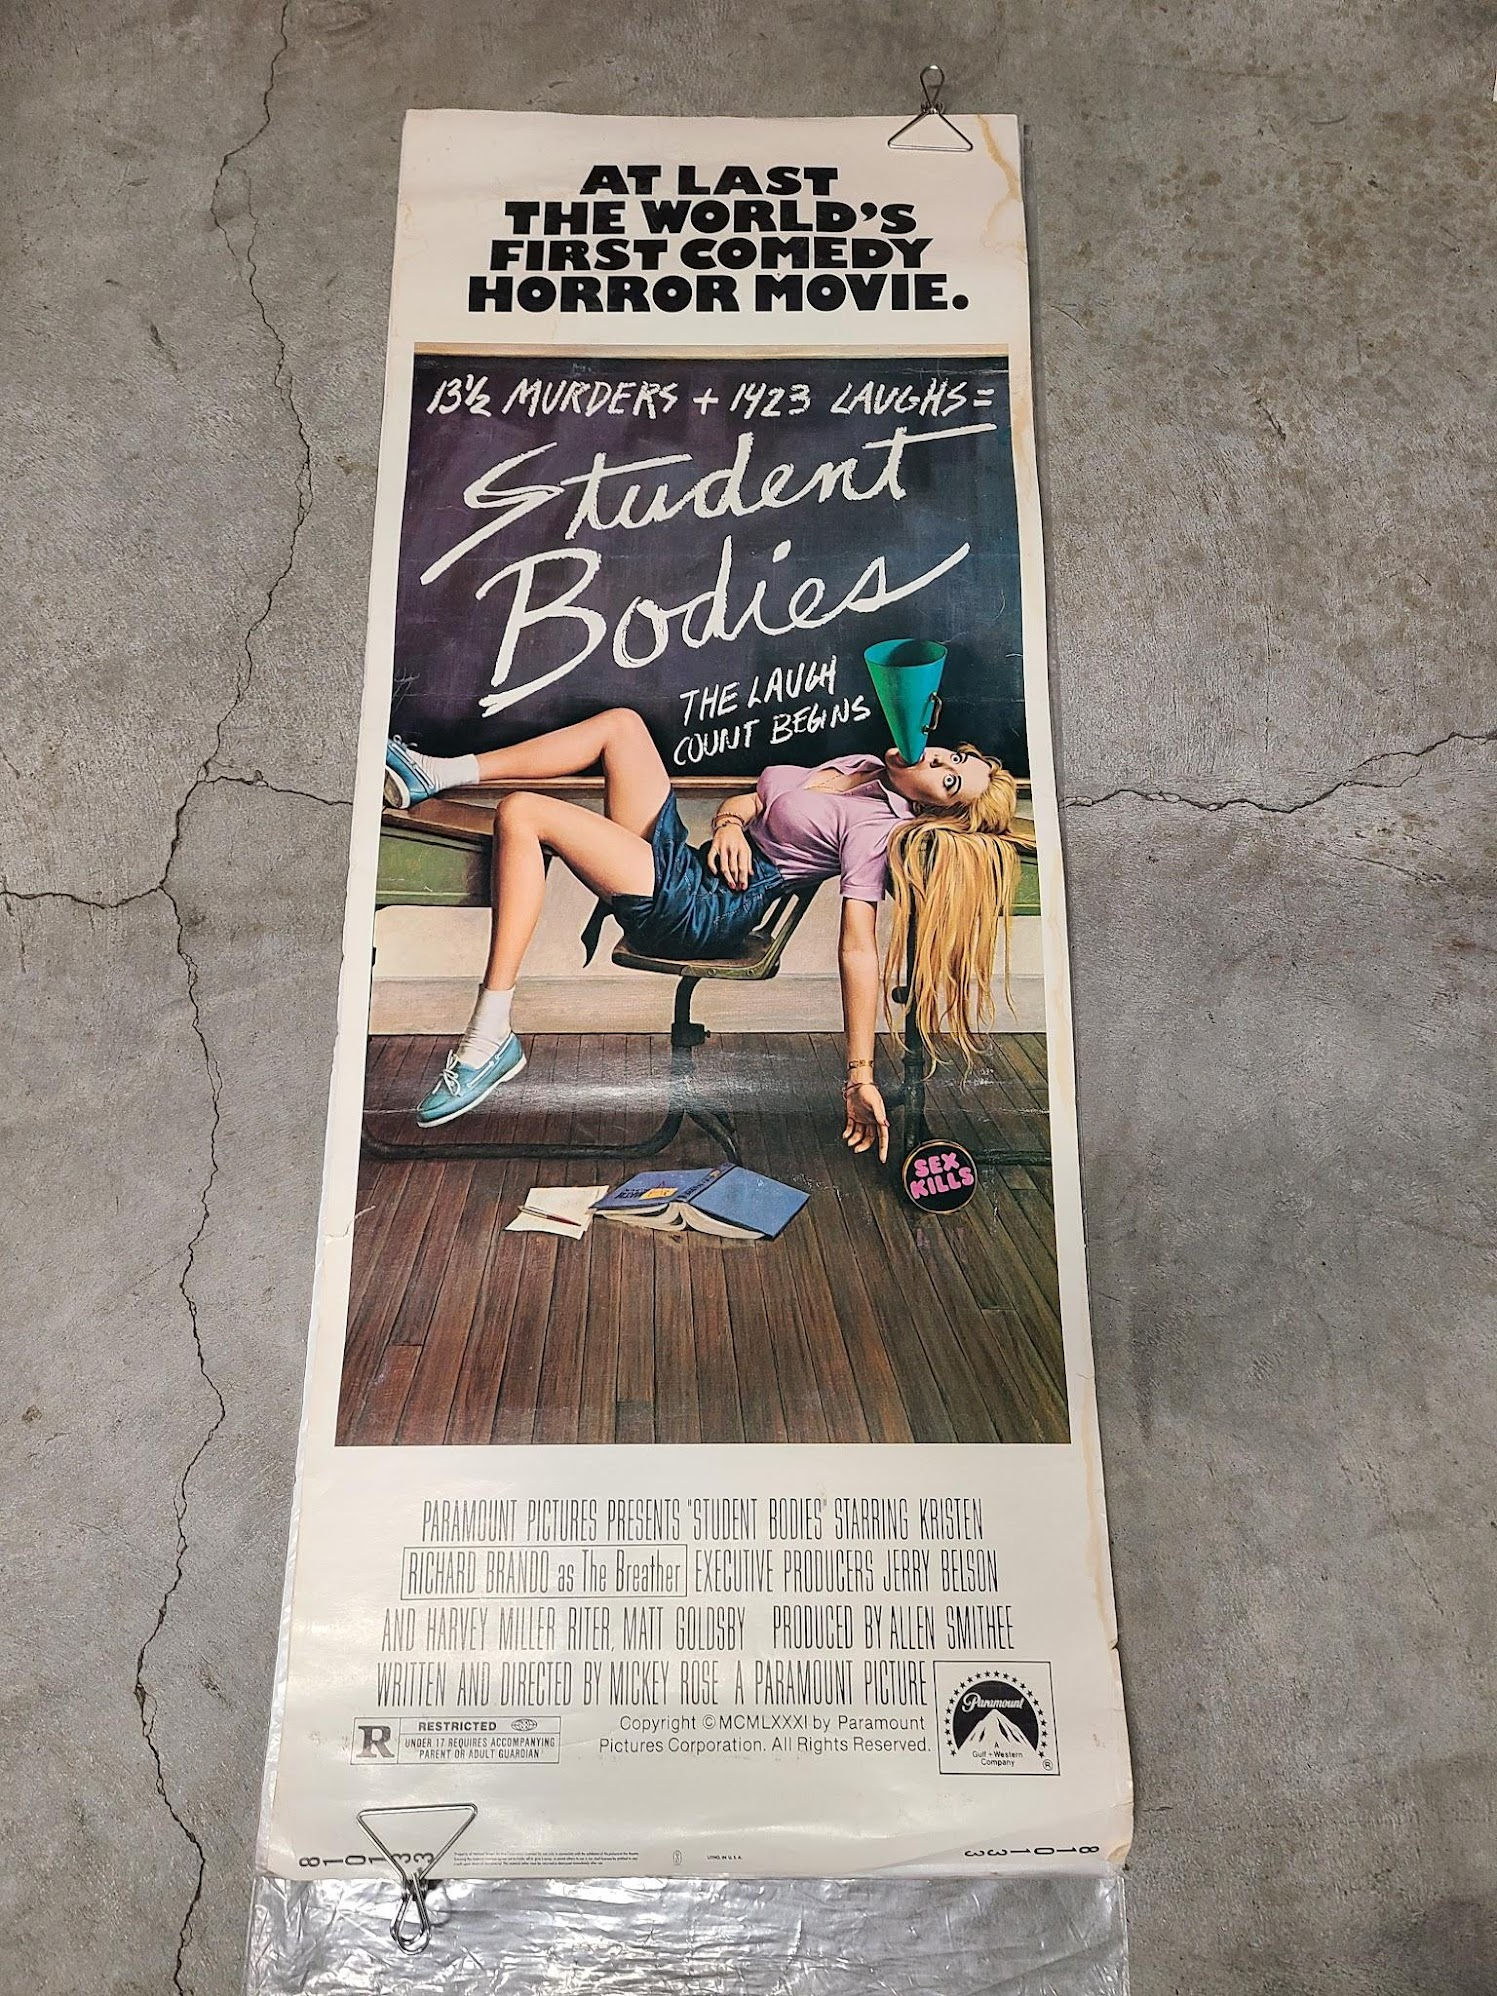 AT LAST
THE WORLD'S
FIRST COMEDY
HORROR MOVIE.
13½ MURDERS + 1423 LAUGHS =
Student
Bodies
THE LAUGH
COUNT BEGINS
SEX
KILLS
PARAMOUNT PICTURES PRESENTS "STUDENT BODIES" STARRING KRISTEN
RICHARD BRANDO as The Breather EXECUTIVE PRODUCERS JERRY BELSON
AND HARVEY MILLER RITER, MATT GOLDSBY PRODUCED BY ALLEN SMITHEE
WRITTEN AND DIRECTED BY MICKEY ROSE A PARAMOUNT PICTURE
R RESTRICTED
UNDER 17 REQUIRES ACCOMPANYING
PARENT OR ADULT GUARDIAN
Copyright © MCMLXXXI by Paramount
Pictures Corporation. All Rights Reserved.
Paramount
A
Gulf + Western
Company
®
810133
LITHO. IN U.S.A.
810133